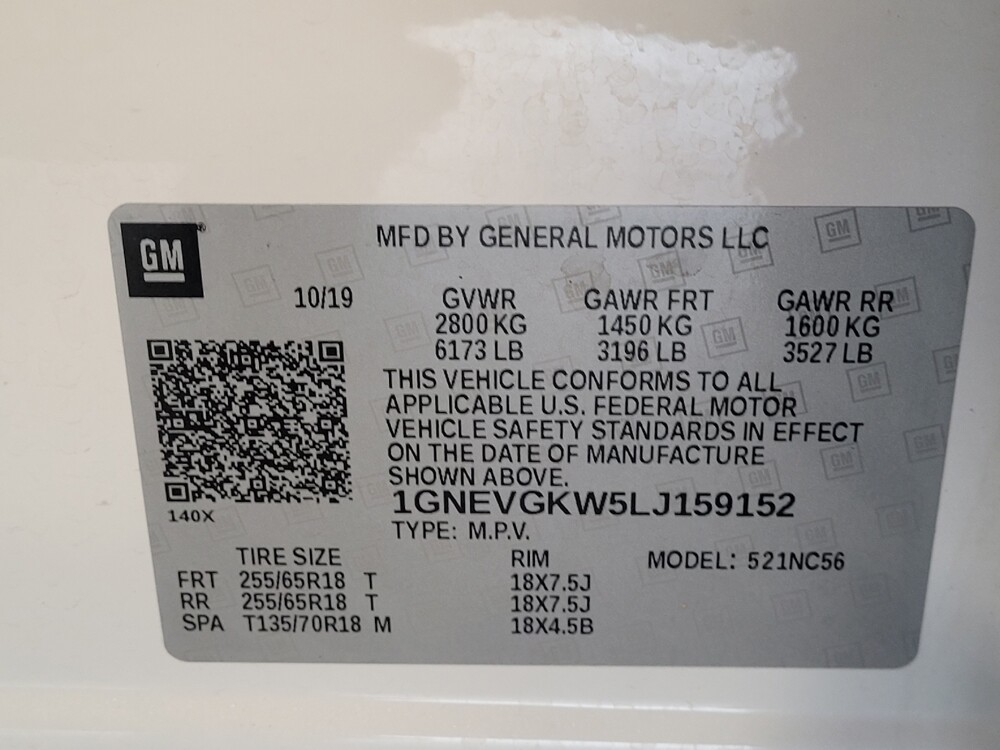 GM
MFD BY GENERAL MOTORS LLC
10/19 GVWR GAWR FRT GAWR RR
2800 KG 1450 KG 1600 KG
6173 LB 3196 LB 3527 LB
THIS VEHICLE CONFORMS TO ALL
APPLICABLE U.S. FEDERAL MOTOR
VEHICLE SAFETY STANDARDS IN EFFECT
ON THE DATE OF MANUFACTURE
SHOWN ABOVE.
1GNEVGKW5LJ159152
140X
TYPE: M.P.V.
TIRE SIZE RIM MODEL: 521NC56
FRT 255/65R18 T 18X7.5J
RR 255/65R18 T 18X7.5J
SPA T135/70R18 M 18X4.5B